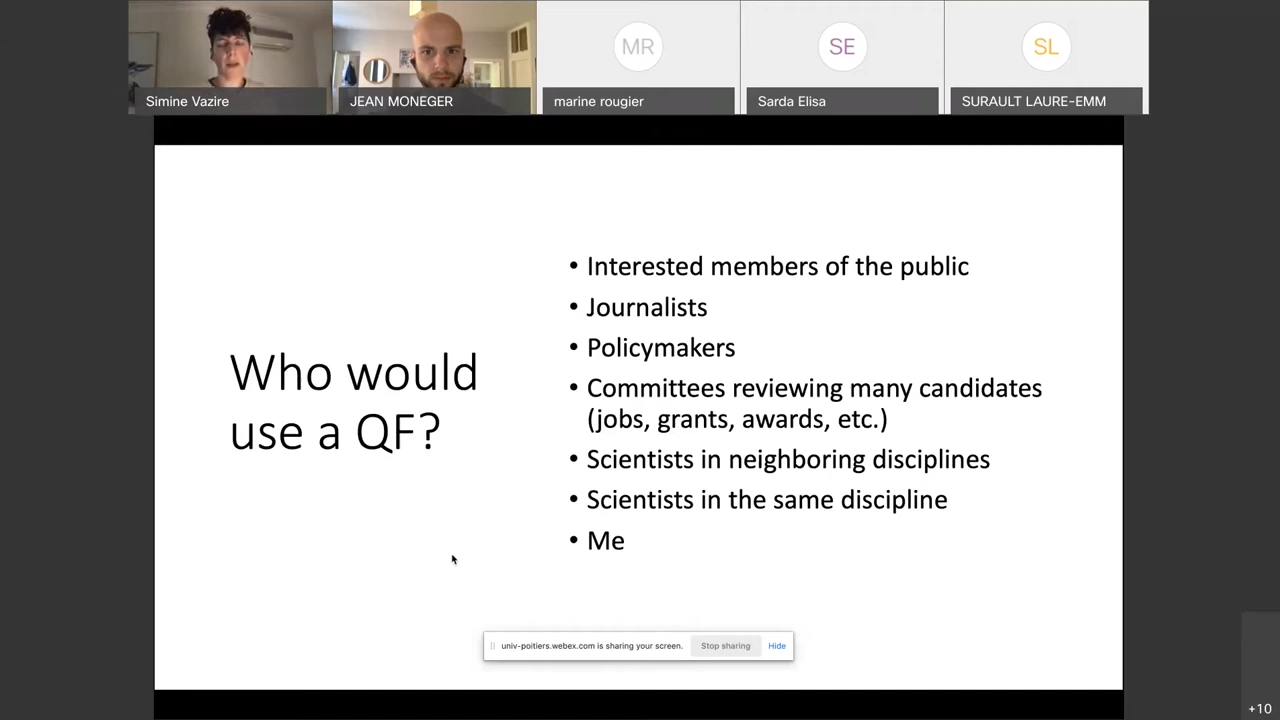 MR
SE
SL
Simine Vazire
JEAN MONEGER
marine rougier
Sarda Elisa
SURAULT LAURE-EMM
Who would
use a QF?
• Interested members of the public
• Journalists
• Policymakers
• Committees reviewing many candidates
(jobs, grants, awards, etc.)
• Scientists in neighboring disciplines
• Scientists in the same discipline
• Me
univ-poitiers.webex.com is sharing your screen.
Stop sharing
Hide
+10